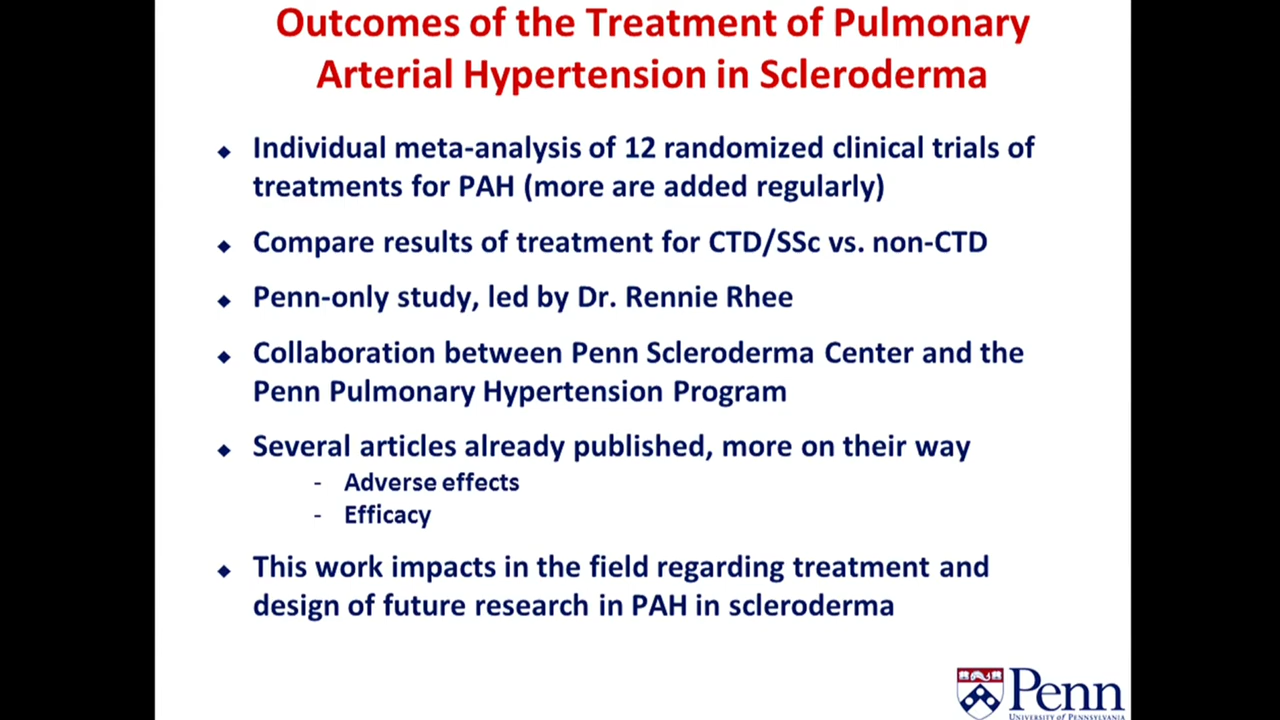 Outcomes of the Treatment of Pulmonary
Arterial Hypertension in Scleroderma
◆ Individual meta-analysis of 12 randomized clinical trials of
treatments for PAH (more are added regularly)
◆ Compare results of treatment for CTD/SSc vs. non-CTD
◆ Penn-only study, led by Dr. Rennie Rhee
◆ Collaboration between Penn Scleroderma Center and the
Penn Pulmonary Hypertension Program
◆ Several articles already published, more on their way
- Adverse effects
- Efficacy
◆ This work impacts in the field regarding treatment and
design of future research in PAH in scleroderma
Penn
UNIVERSITY OF PENNSYLVANIA